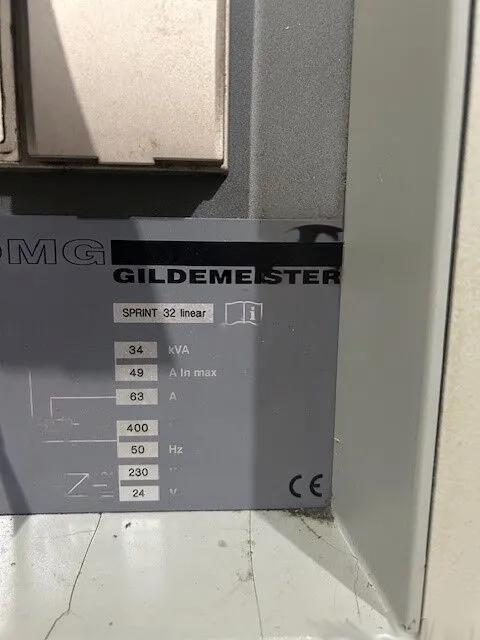 DMG
GILDEMEISTER
SPRINT 32 linear
34 kVA
49 A In max
63 A
400
50 Hz
230 V
24 V
CE